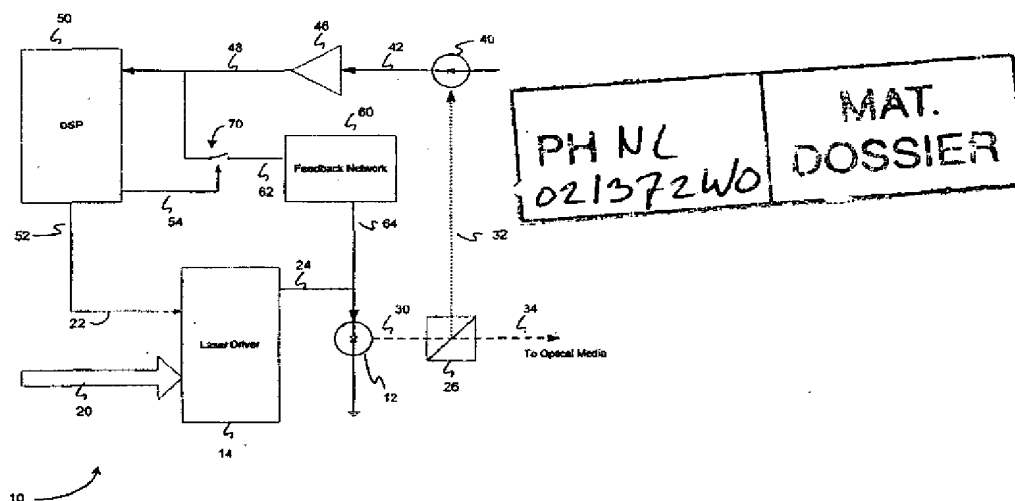 50
DSP
48
46
42
40
70
60
Feedback Network
62
54
52
64
32
24
22
Laser Driver
30
34
To Optical Media
26
12
20
14
10
PH NL
021372WO
MAT.
DOSSIER